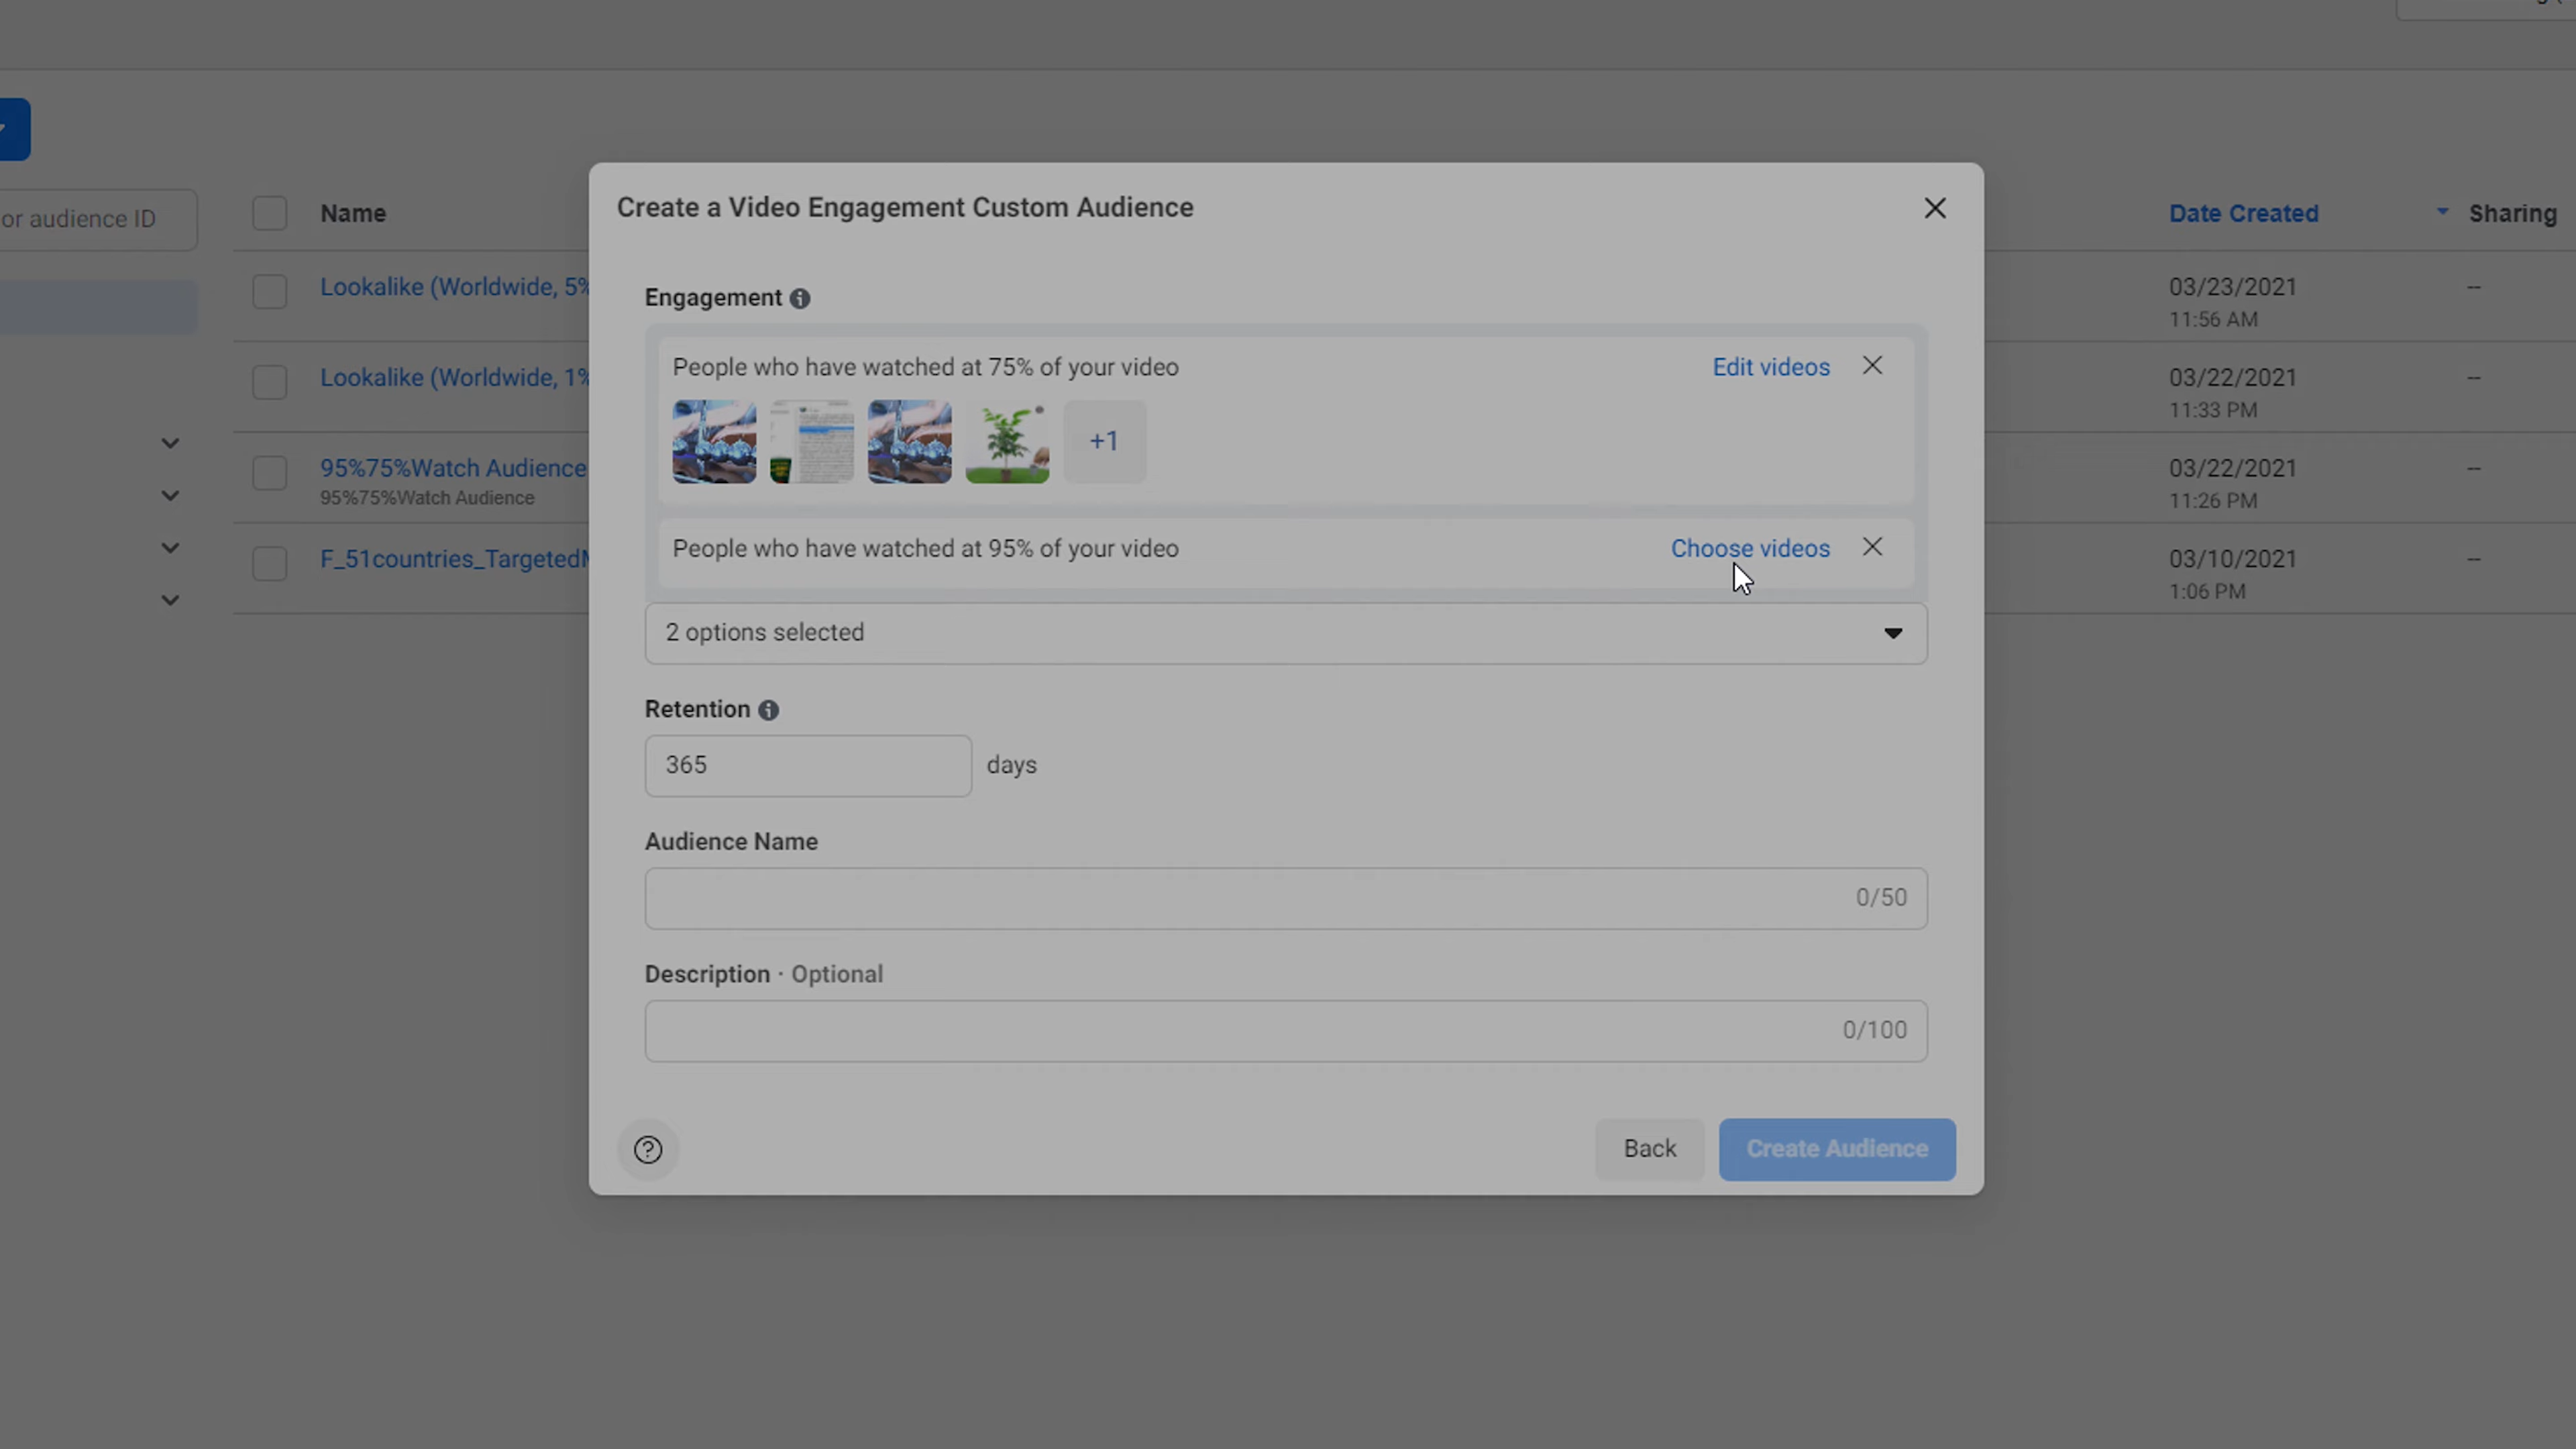 or audience ID
Name
Date Created
Sharing
Lookalike (Worldwide, 5%
03/23/2021
--
11:56 AM
Lookalike (Worldwide, 1%
03/22/2021
--
11:33 PM
95%75%Watch Audience
95%75%Watch Audience
03/22/2021
--
11:26 PM
F_51countries_Targeted
03/10/2021
--
1:06 PM
Create a Video Engagement Custom Audience
Engagement
People who have watched at 75% of your video
Edit videos
+1
People who have watched at 95% of your video
Choose videos
2 options selected
Retention
365
days
Audience Name
0/50
Description · Optional
0/100
Back
Create Audience